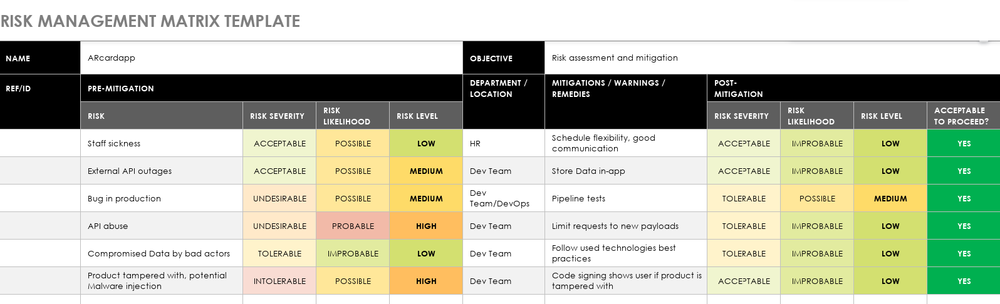 RISK MANAGEMENT MATRIX TEMPLATE
NAME ARcardapp OBJECTIVE Risk assessment and mitigation
REF/ID PRE-MITIGATION DEPARTMENT / LOCATION MITIGATIONS / WARNINGS / REMEDIES POST-MITIGATION
RISK RISK SEVERITY RISK LIKELIHOOD RISK LEVEL RISK SEVERITY RISK LIKELIHOOD RISK LEVEL ACCEPTABLE TO PROCEED?
Staff sickness ACCEPTABLE POSSIBLE LOW HR Schedule flexibility, good communication ACCEPTABLE IMPROBABLE LOW YES
External API outages ACCEPTABLE POSSIBLE MEDIUM Dev Team Store Data in-app ACCEPTABLE IMPROBABLE LOW YES
Bug in production UNDESIRABLE POSSIBLE MEDIUM Dev Team/DevOps Pipeline tests TOLERABLE POSSIBLE MEDIUM YES
API abuse UNDESIRABLE PROBABLE HIGH Dev Team Limit requests to new payloads TOLERABLE IMPROBABLE LOW YES
Compromised Data by bad actors TOLERABLE IMPROBABLE LOW Dev Team Follow used technologies best practices TOLERABLE IMPROBABLE LOW YES
Product tampered with, potential Malware injection INTOLERABLE POSSIBLE HIGH Dev Team Code signing shows user if product is tampered with ACCEPTABLE IMPROBABLE LOW YES